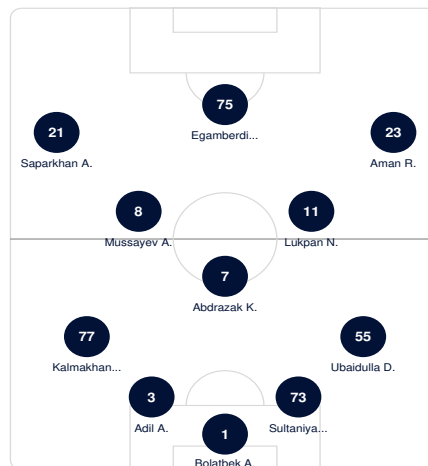 75
Egamberdi...
21
Saparkhan A.
23
Aman R.
8
Mussayev A.
11
Lukpan N.
7
Abdrazak K.
77
Kalmakhan...
55
Ubaidulla D.
3
Adil A.
73
Sultaniya...
1
Bolatbek A.